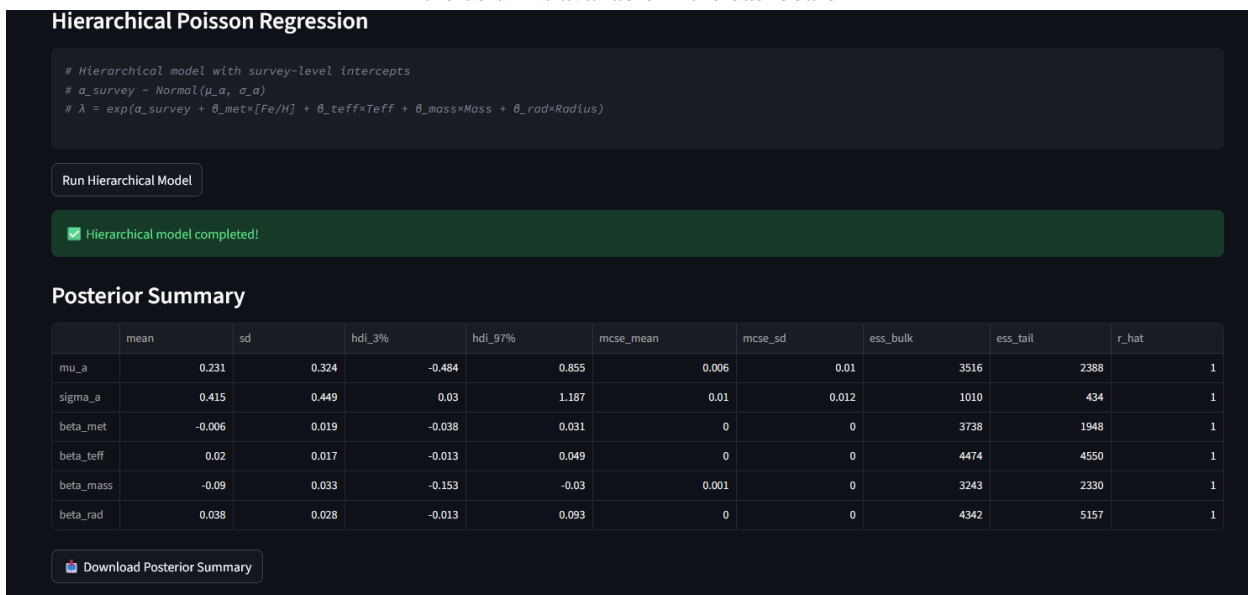 Hierarchical Poisson Regression
# Hierarchical model with survey-level intercepts
# α_survey ~ Normal(μ_α, σ_α)
# λ = exp(α_survey + β_met×[Fe/H] + β_teff×Teff + β_mass×Mass + β_rad×Radius)
Run Hierarchical Model
✅ Hierarchical model completed!
Posterior Summary
mean sd hdi_3% hdi_97% mcse_mean mcse_sd ess_bulk ess_tail r_hat
mu_a 0.231 0.324 -0.484 0.855 0.006 0.01 3516 2388 1
sigma_a 0.415 0.449 0.03 1.187 0.01 0.012 1010 434 1
beta_met -0.006 0.019 -0.038 0.031 0 0 3738 1948 1
beta_teff 0.02 0.017 -0.013 0.049 0 0 4474 4550 1
beta_mass -0.09 0.033 -0.153 -0.03 0.001 0 3243 2330 1
beta_rad 0.038 0.028 -0.013 0.093 0 0 4342 5157 1
Download Posterior Summary